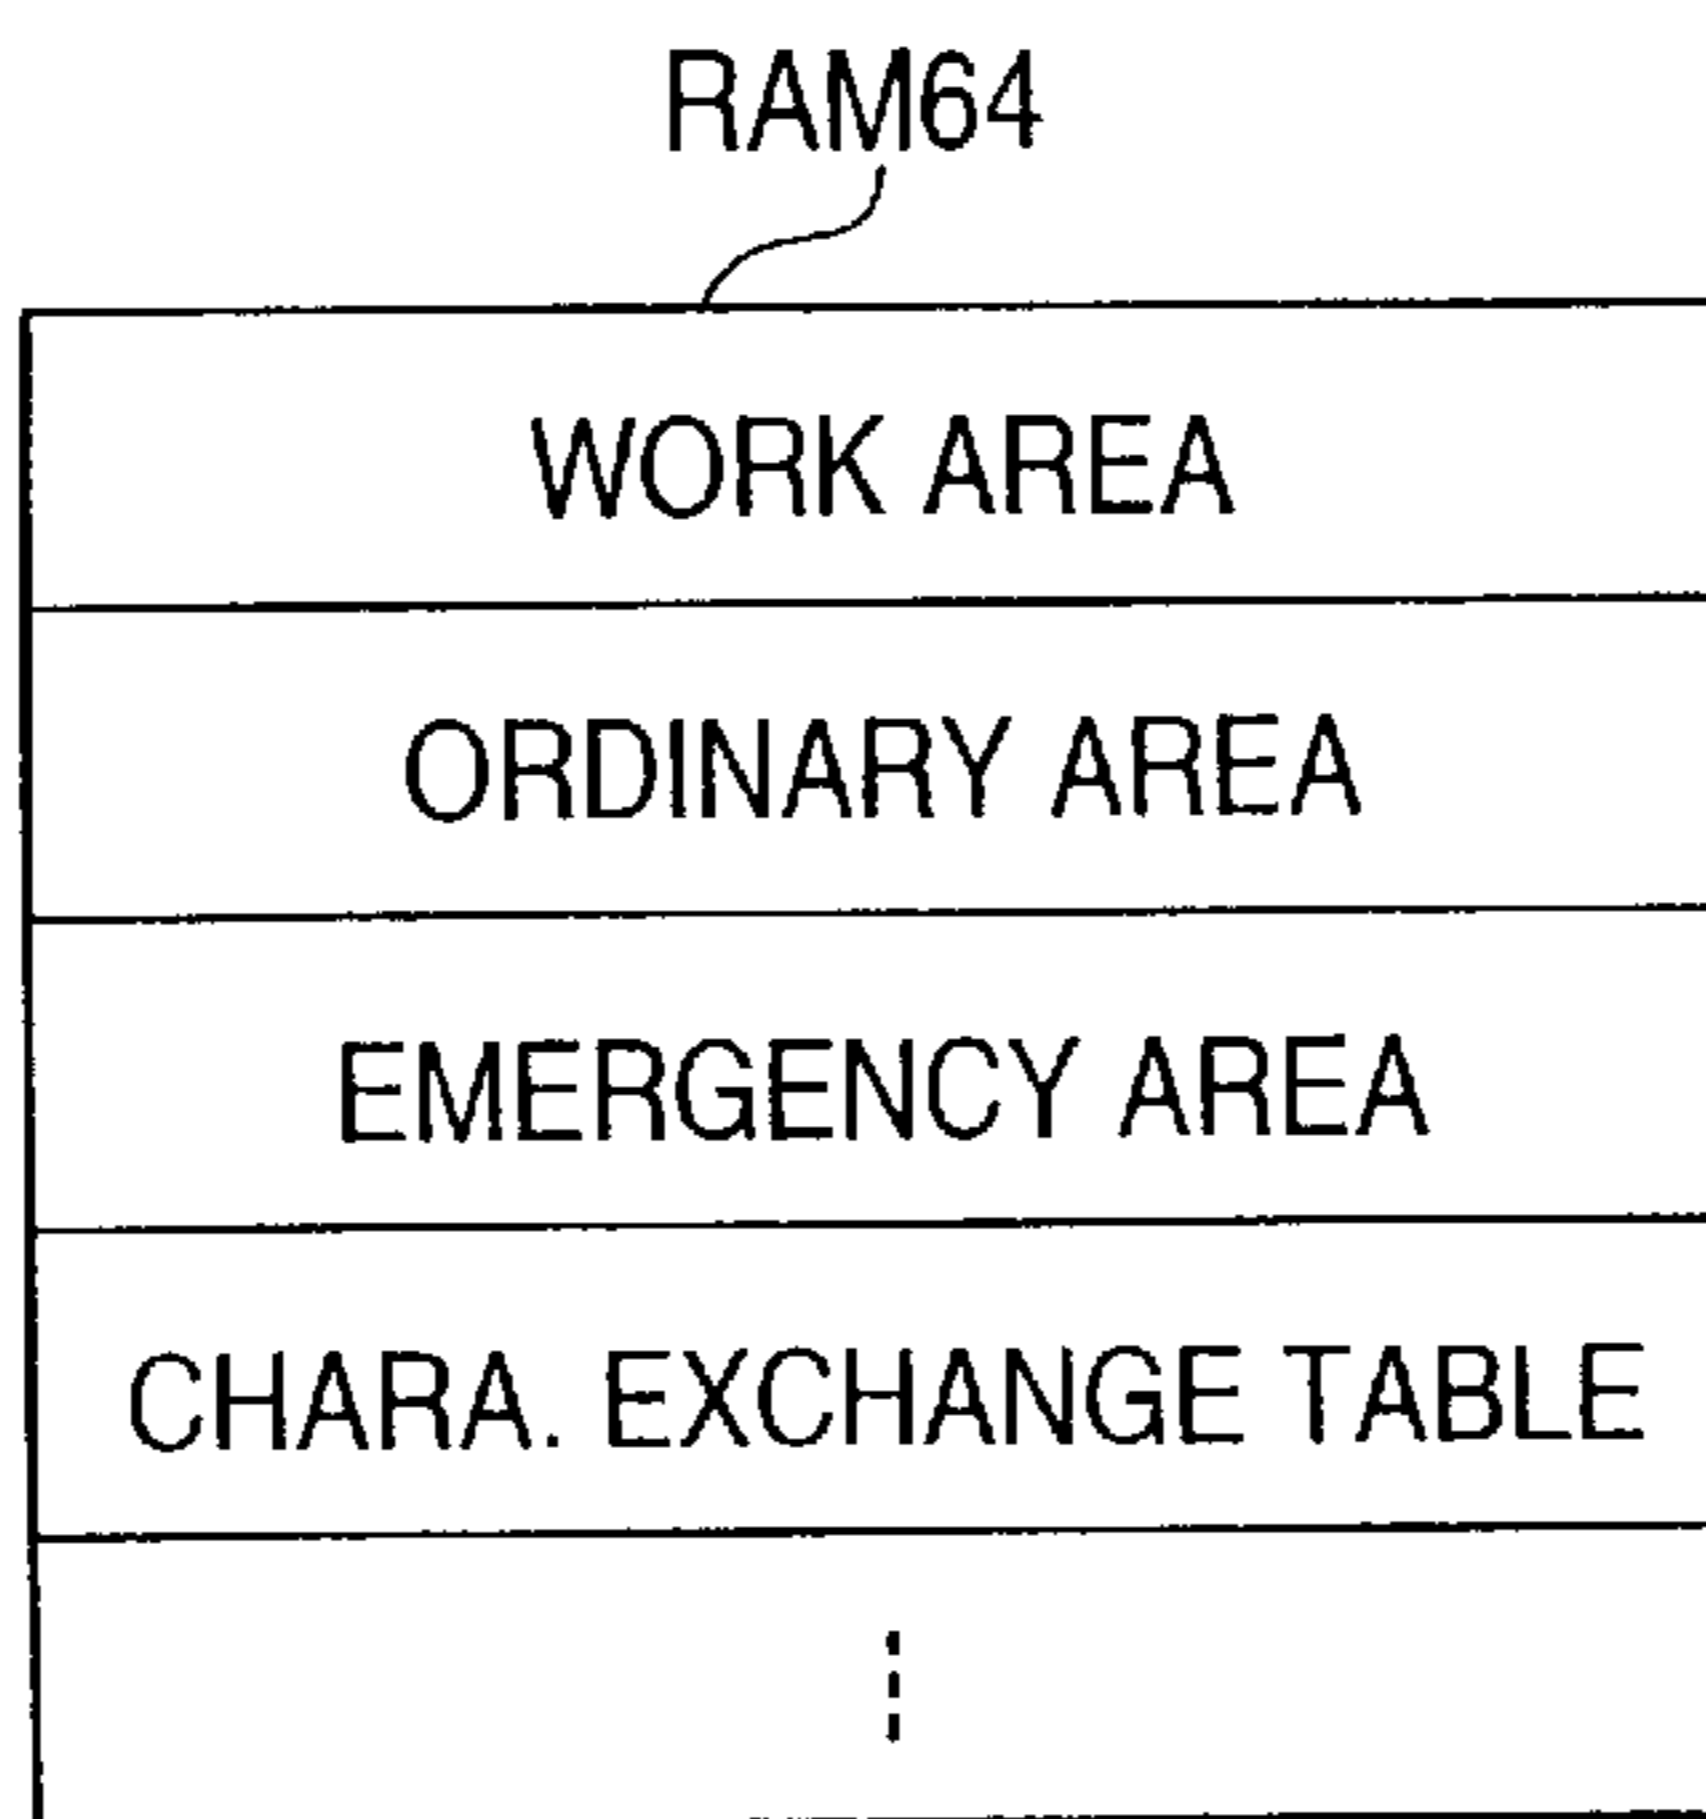 RAM64
WORK AREA
ORDINARY AREA
EMERGENCY AREA
CHARA. EXCHANGE TABLE